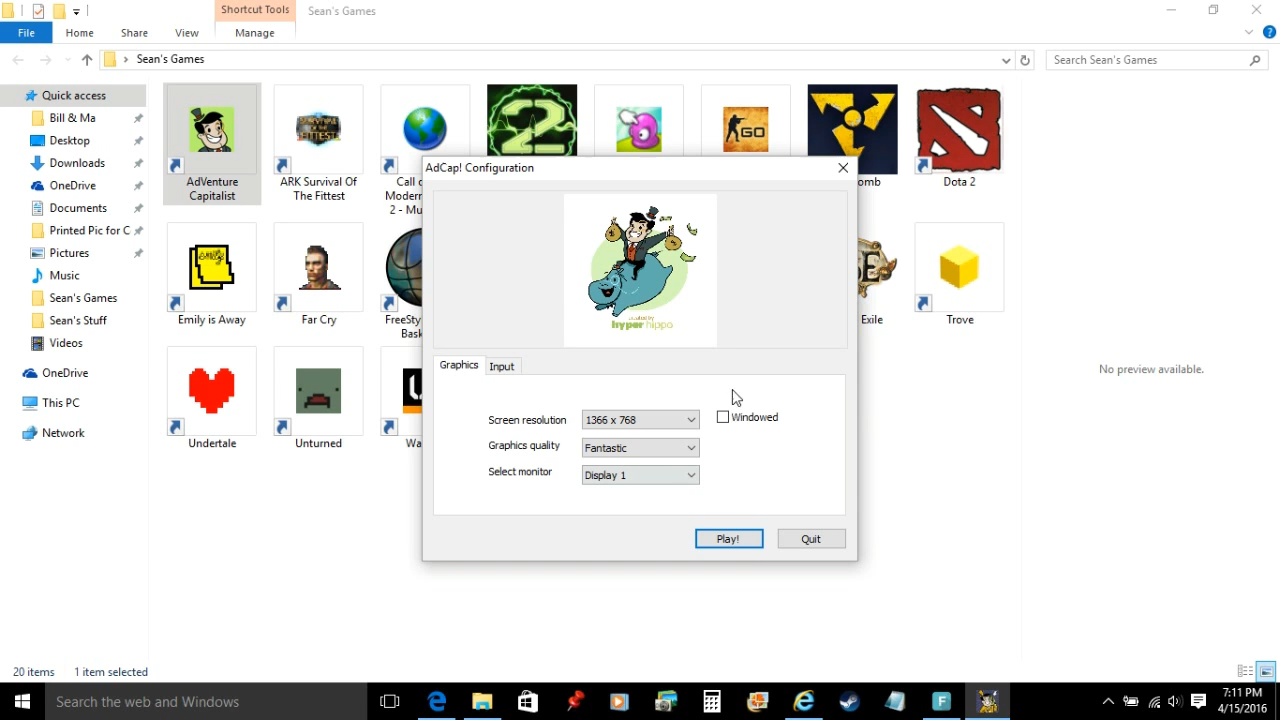 Shortcut Tools
Sean's Games
File
Home
Share
View
Manage
Sean's Games
Search Sean's Games
Quick access
Bill & Ma
Desktop
Downloads
OneDrive
Documents
Printed Pic for C
Pictures
Music
Sean's Games
Sean's Stuff
Videos
OneDrive
This PC
Network
AdVenture
Capitalist
ARK Survival Of
The Fittest
Call
Modern
2 - Mu
2
GO
omb
Dota 2
Emily is Away
Far Cry
FreeSty
Bask
Exile
Trove
Undertale
Unturned
Wa
AdCap! Configuration
created by
hyper hippo
Graphics
Input
Screen resolution
1366 x 768
Windowed
Graphics quality
Fantastic
Select monitor
Display 1
Play!
Quit
No preview available.
20 items
1 item selected
Search the web and Windows
7:11 PM
4/15/2016